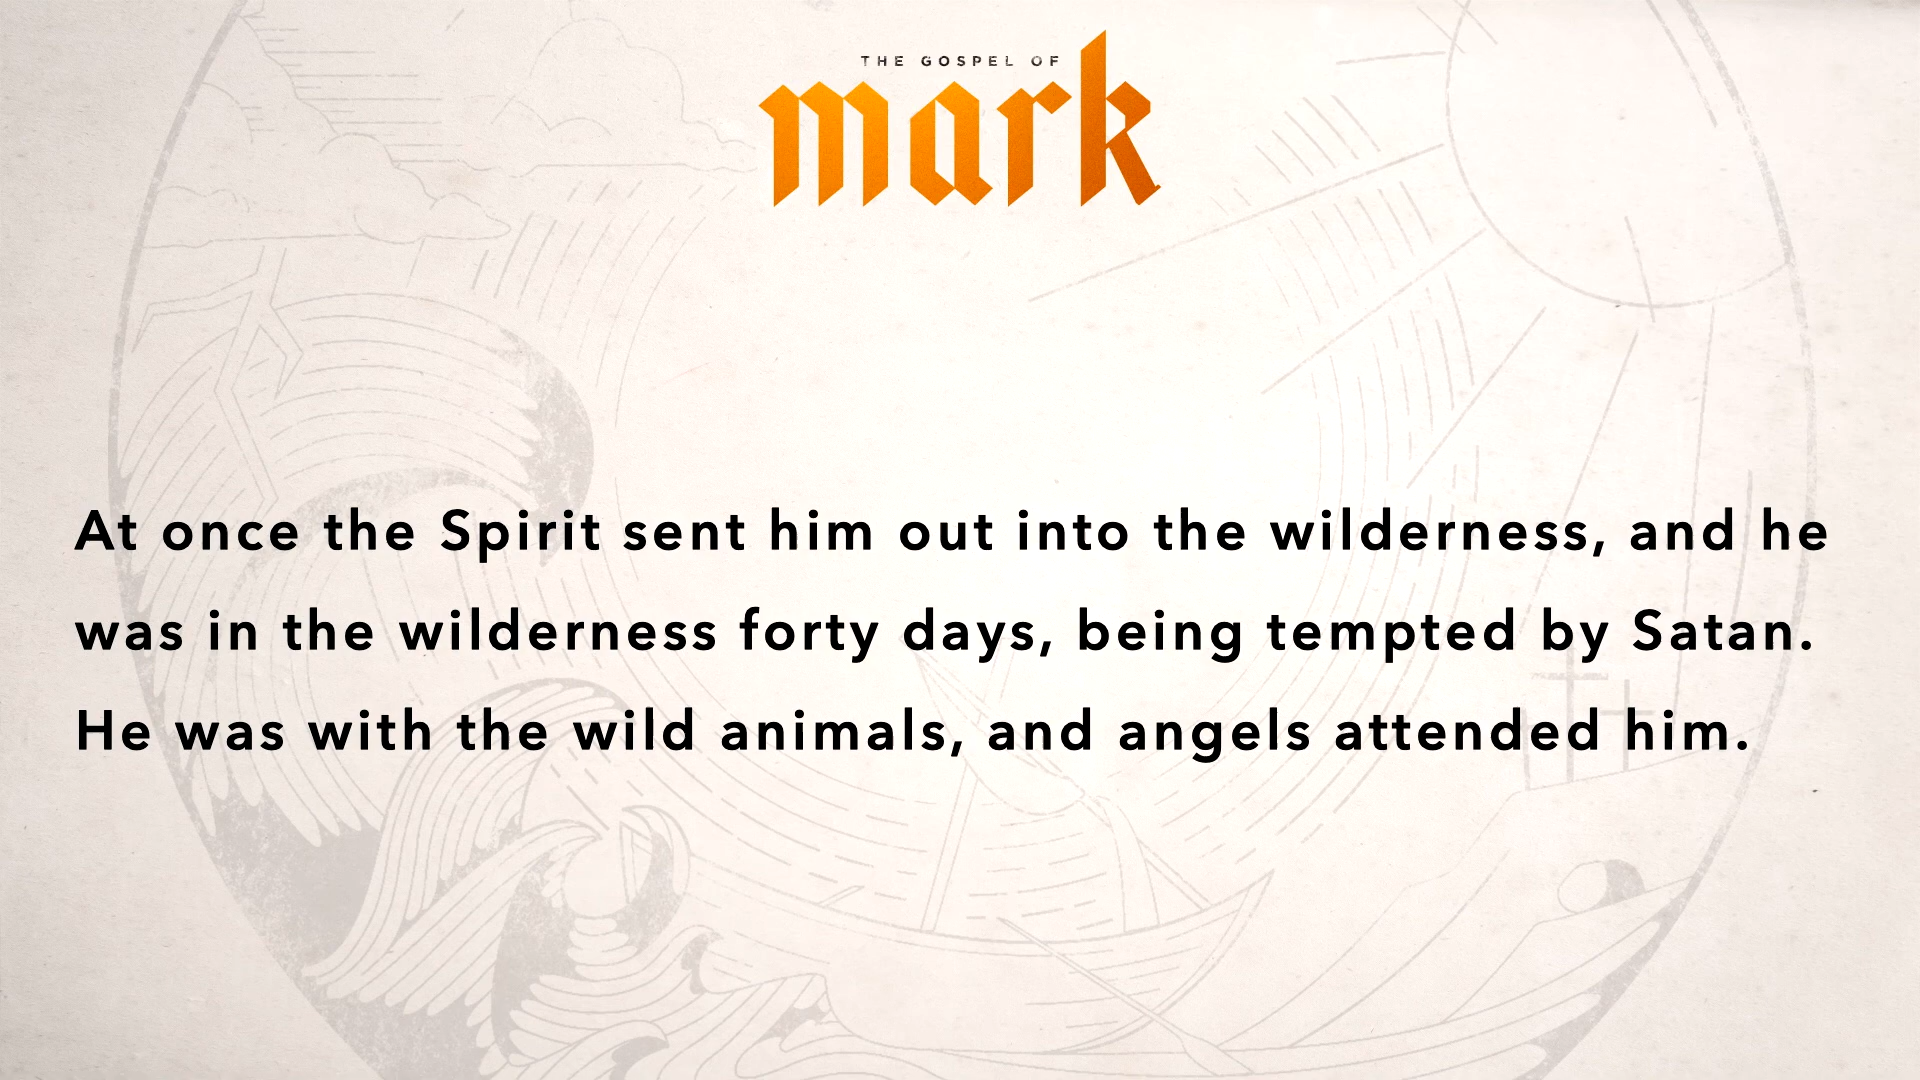 THE GOSPEL OF
mark
At once the Spirit sent him out into the wilderness, and he
was in the wilderness forty days, being tempted by Satan.
He was with the wild animals, and angels attended him.